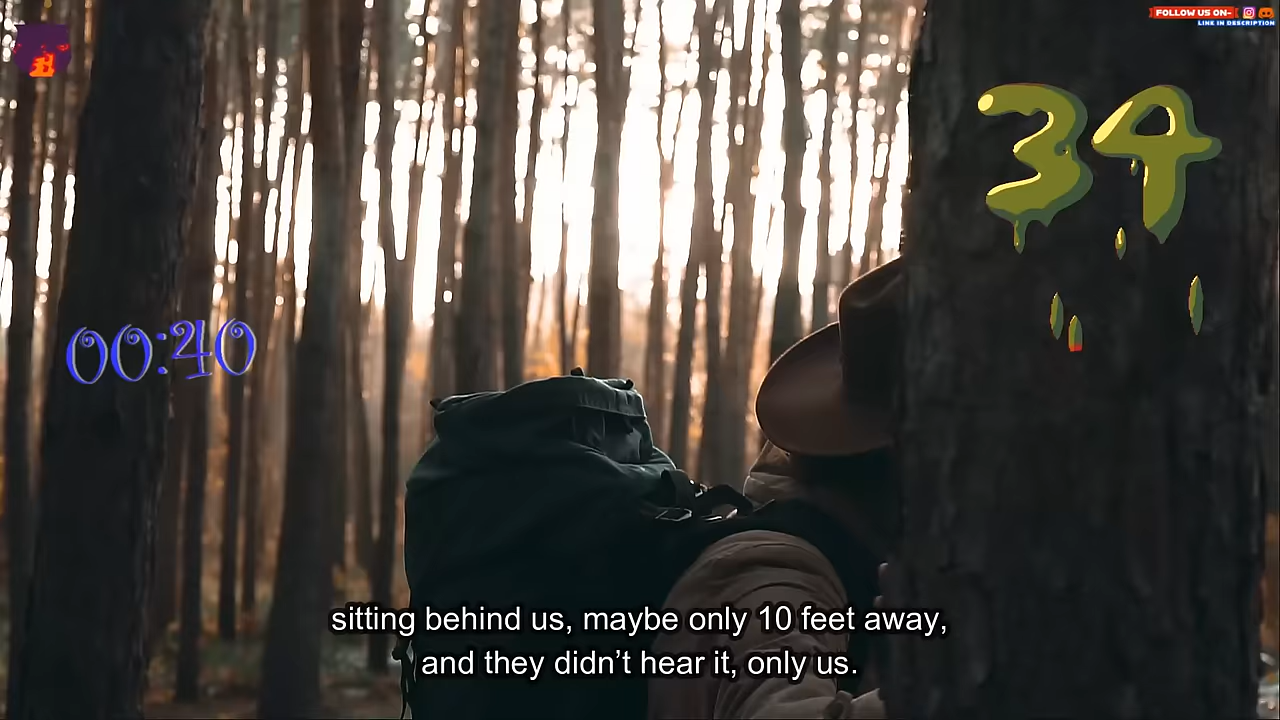 FOLLOW US ON-
LINK IN DESCRIPTION
34
00:40
sitting behind us, maybe only 10 feet away,
and they didn't hear it, only us.